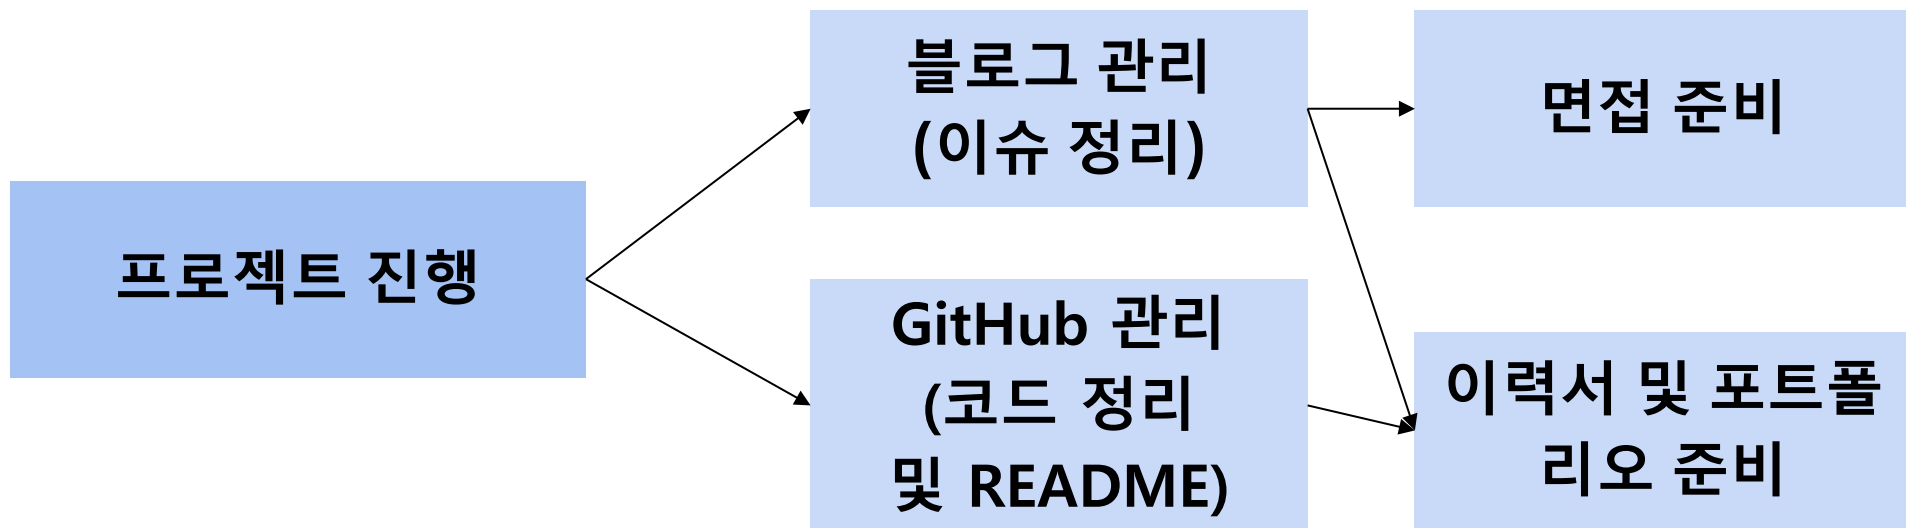 프로젝트 진행
블로그 관리
(이슈 정리)
GitHub 관리
(코드 정리
및 README)
면접 준비
이력서 및 포트폴
리오 준비